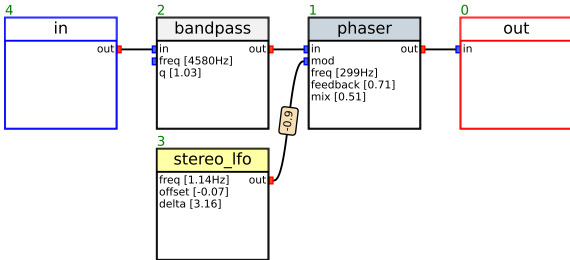 4
in
out
2
bandpass
in
out
freq [4580Hz]
q [1.03]
1
phaser
in
out
mod
freq [299Hz]
feedback [0.71]
mix [0.51]
0
out
in
-0.9
3
stereo_lfo
freq [1.14Hz]
out
offset [-0.07]
delta [3.16]